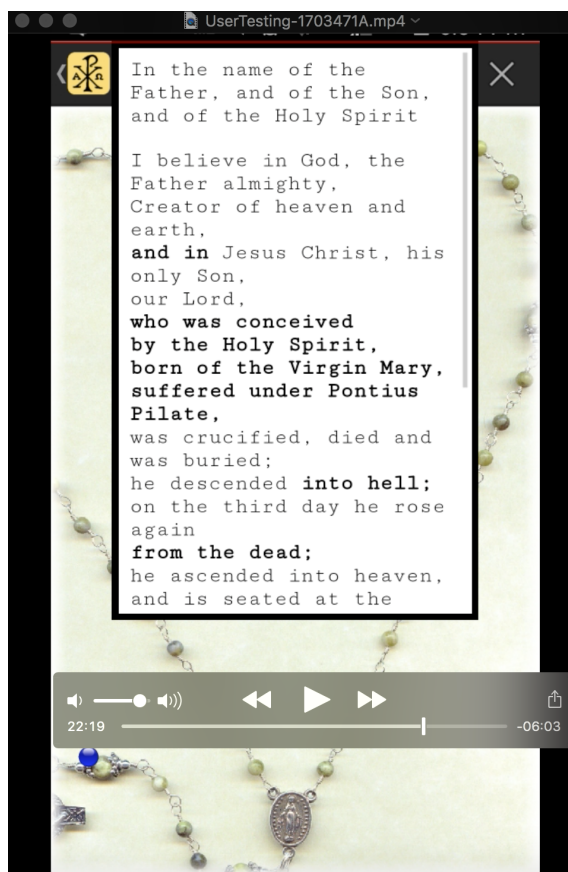 UserTesting-1703471A.mp4
In the name of the
Father, and of the Son,
and of the Holy Spirit
I believe in God, the
Father almighty,
Creator of heaven and
earth,
and in Jesus Christ, his
only Son,
our Lord,
who was conceived
by the Holy Spirit,
born of the Virgin Mary,
suffered under Pontius
Pilate,
was crucified, died and
was buried;
he descended into hell;
on the third day he rose
again
from the dead;
he ascended into heaven,
and is seated at the
22:19
-06:03